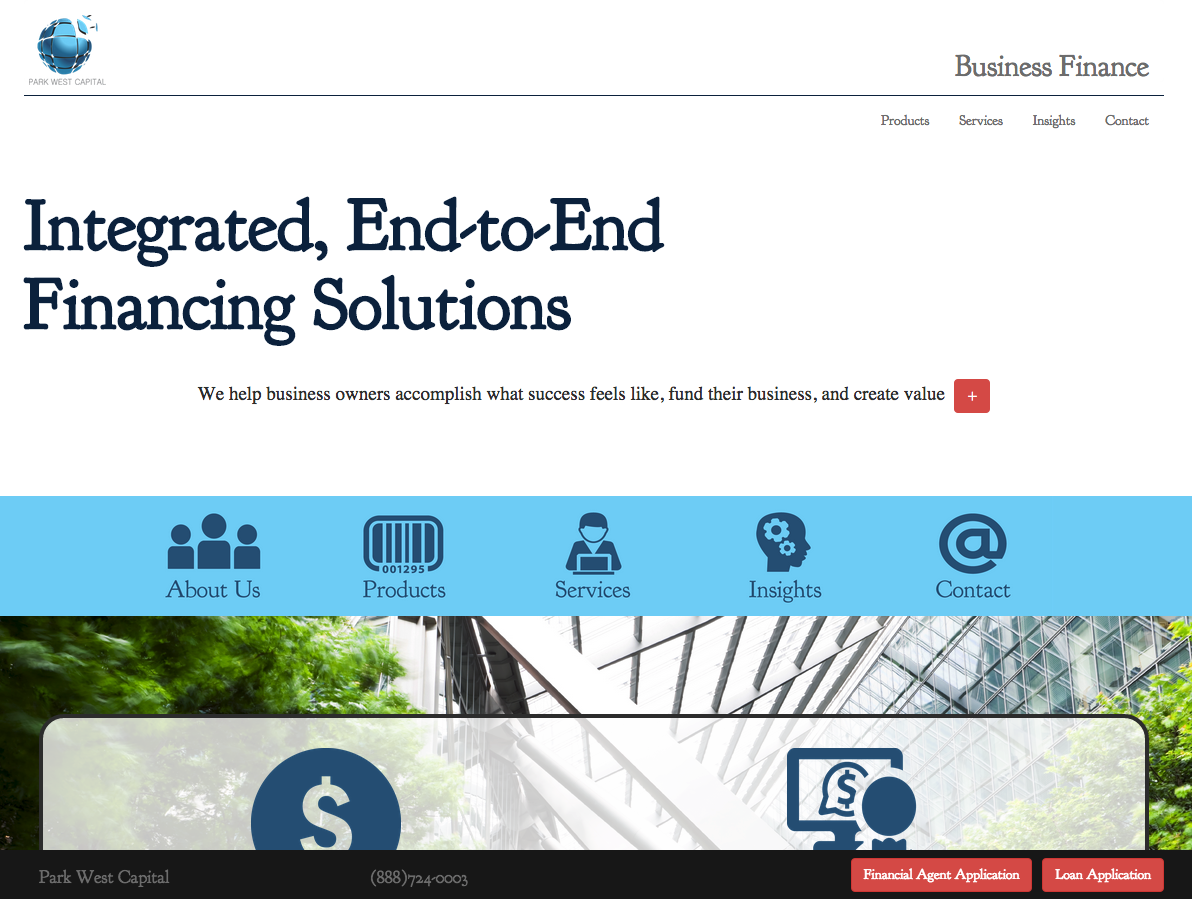 PARK WEST CAPITAL
Business Finance
Products Services Insights Contact
Integrated, End-to-End
Financing Solutions
We help business owners accomplish what success feels like, fund their business, and create value +
001295
About Us Products Services Insights Contact
$ $
Park West Capital (888)724-0003 Financial Agent Application Loan Application